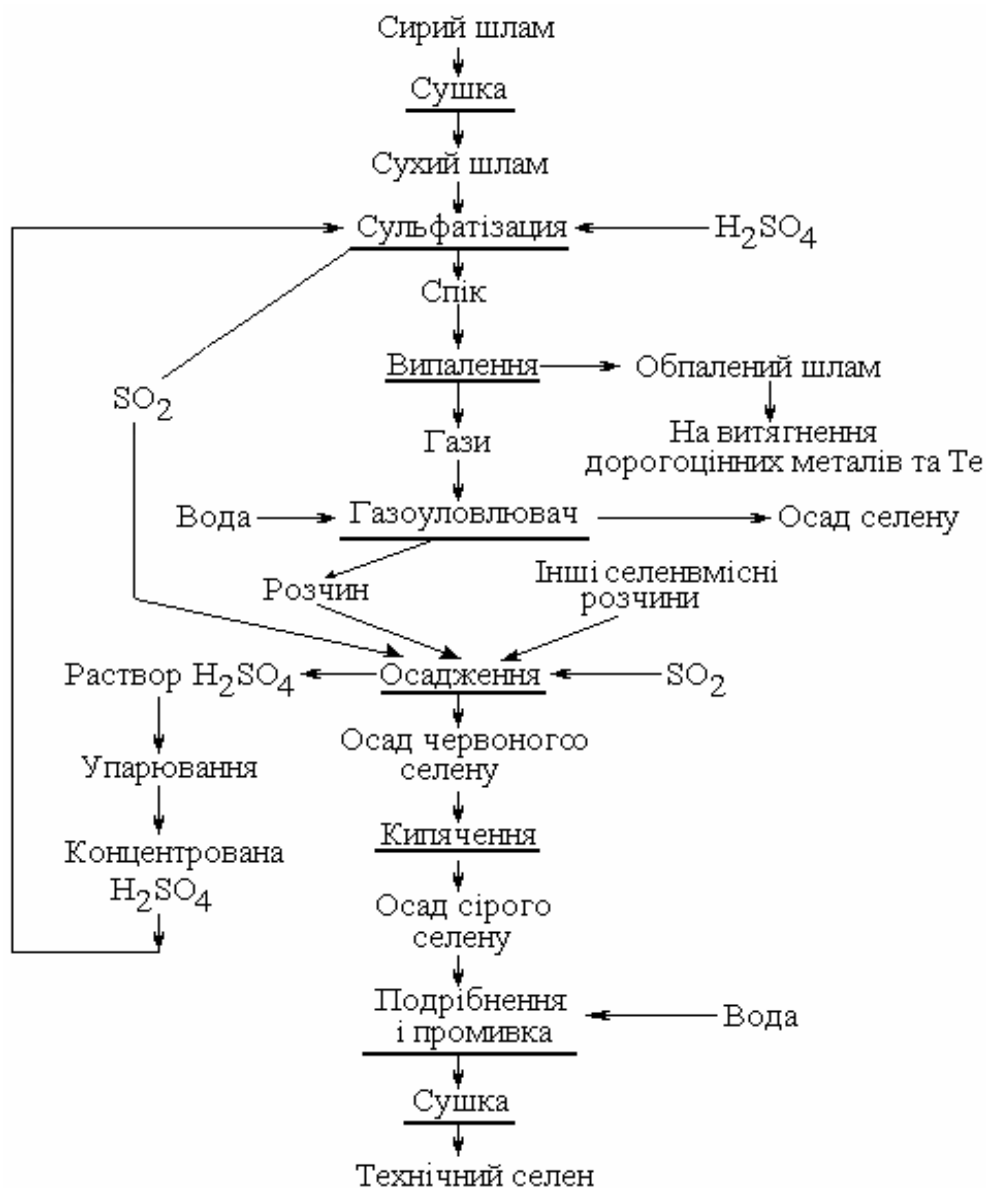 Сирий шлам
Сушка
Сухий шлам
Сульфатізация
H₂SO₄
Спік
Випалення
Обпалений шлам
SO₂
Гази
На витягнення
дорогоцінних металів та Те
Вода
Газоуловлювач
Осад селену
Розчин
Інші селенвмісні
розчини
Раствор H₂SO₄
Осадження
SO₂
Осад червоногоо
селену
Упарювання
Кипячення
Концентрована
H₂SO₄
Осад сірого
селену
Подрібнення
і промивка
Вода
Сушка
Технічний селен